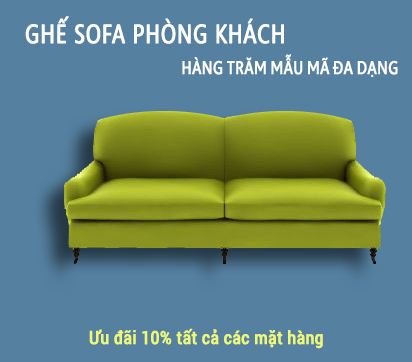 GHẾ SOFA PHÒNG KHÁCH
HÀNG TRĂM MẪU MÃ ĐA DẠNG
Ưu đãi 10% tất cả các mặt hàng